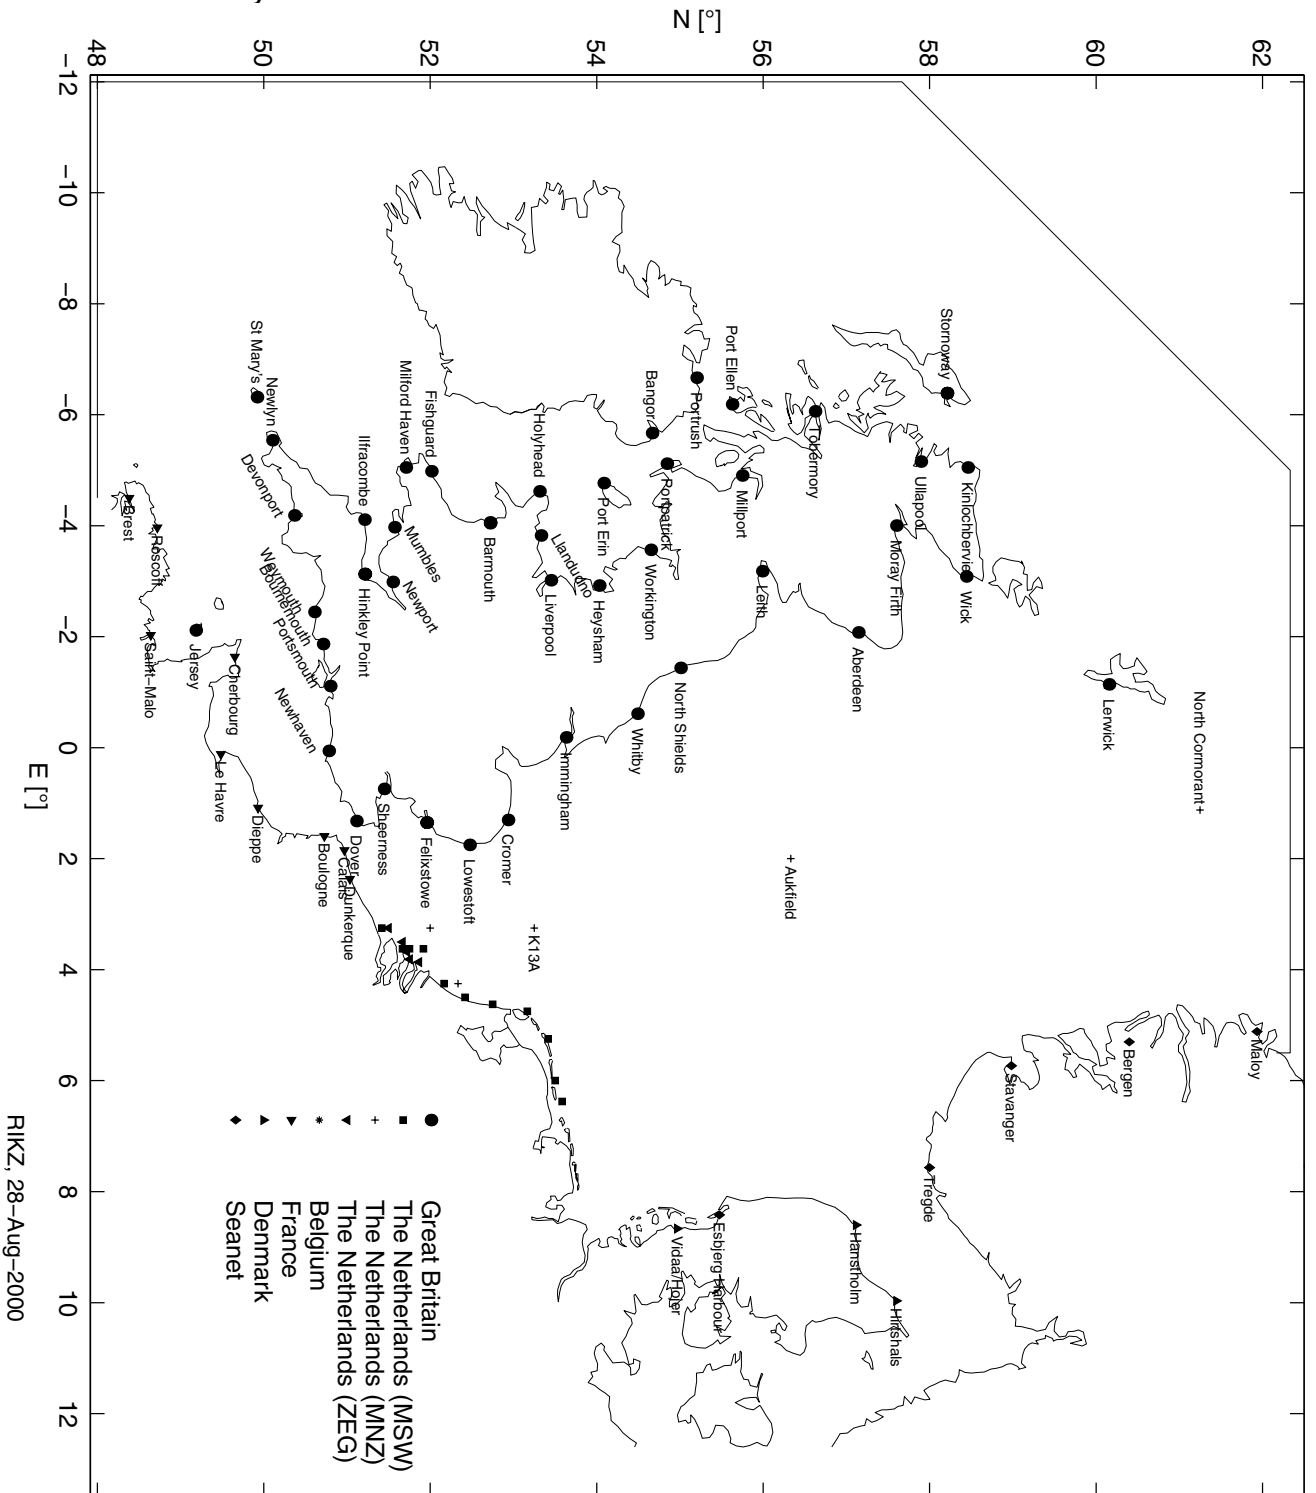 N [°]
48
50
52
54
56
58
60
62
−12
−10
−8
−6
−4
−2
0
2
4
6
8
10
12
E [°]
Stornoway
Port Ellen
Portrush
Bangor
Tobermory
Ullapool
Kinlochbervie
Wick
Moray Firth
Aberdeen
Leith
Millport
Portpatrick
Port Erin
Workington
Heysham
Liverpool
Llandudno
Holyhead
Barmouth
Fishguard
Milford Haven
Mumbles
Newport
Hinkley Point
Ilfracombe
St Mary's
Newlyn
Devonport
Weymouth
Bournemouth
Portsmouth
Newhaven
Dover
Sheerness
Felixstowe
Lowestoft
Cromer
Immingham
Whitby
North Shields
Lerwick
North Cormorant+
+ Aukfield
+ K13A
Jersey
Brest
Roscoff
Saint−Malo
Cherbourg
Le Havre
Dieppe
Boulogne
Calais
Dunkerque
Maloy
Bergen
Stavanger
Tregde
Hanstholm
Hirtshals
Esbjerg Harbour
Vidaa/Hojer
Great Britain
The Netherlands (MSW)
The Netherlands (MNZ)
The Netherlands (ZEG)
Belgium
France
Denmark
Seanet
RIKZ, 28−Aug−2000